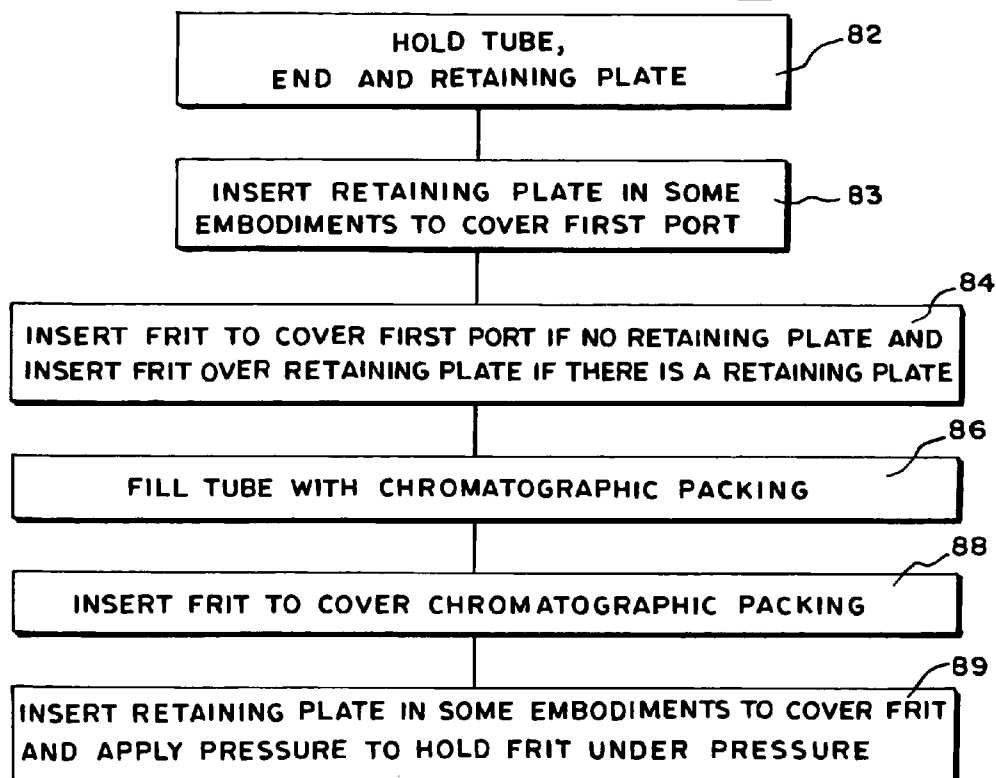 HOLD TUBE,
END AND RETAINING PLATE
82
INSERT RETAINING PLATE IN SOME
EMBODIMENTS TO COVER FIRST PORT
83
84
INSERT FRIT TO COVER FIRST PORT IF NO RETAINING PLATE AND
INSERT FRIT OVER RETAINING PLATE IF THERE IS A RETAINING PLATE
86
FILL TUBE WITH CHROMATOGRAPHIC PACKING
88
INSERT FRIT TO COVER CHROMATOGRAPHIC PACKING
89
INSERT RETAINING PLATE IN SOME EMBODIMENTS TO COVER FRIT
AND APPLY PRESSURE TO HOLD FRIT UNDER PRESSURE